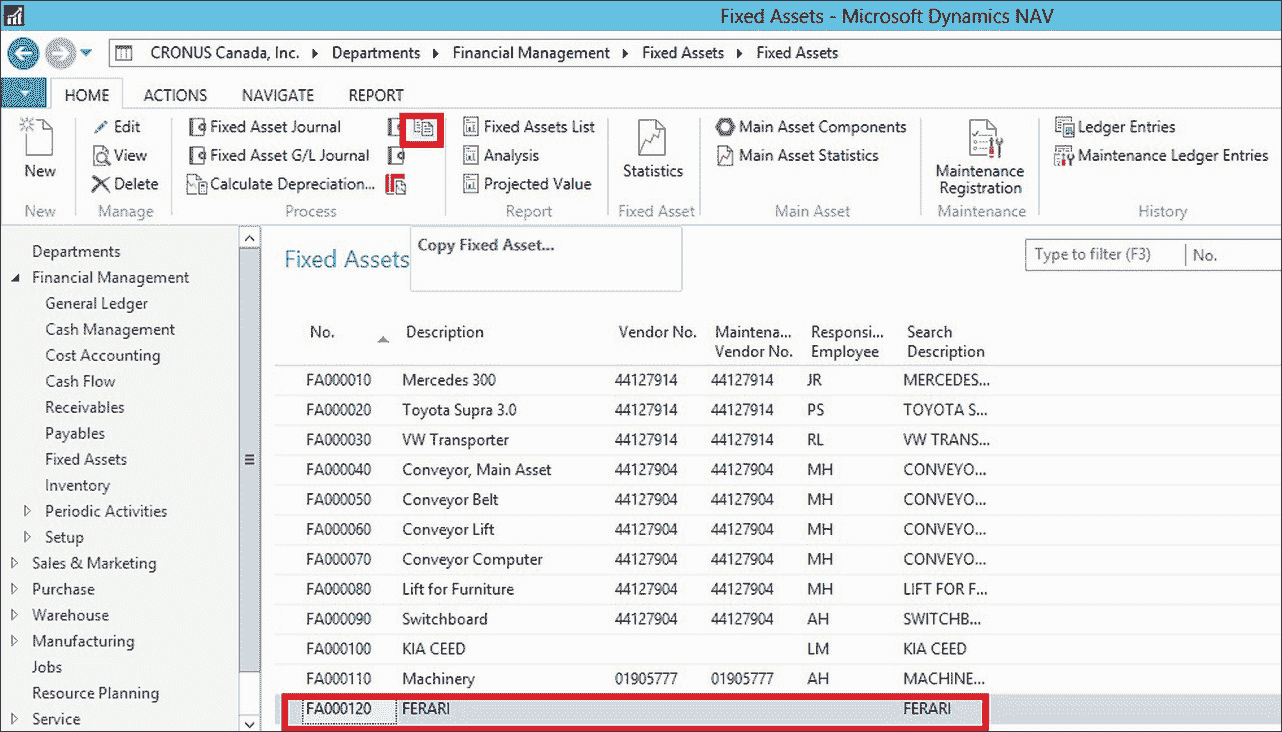 Fixed Assets - Microsoft Dynamics NAV
CRONUS Canada, Inc. Departments Financial Management Fixed Assets Fixed Assets
HOME ACTIONS NAVIGATE REPORT
Edit Fixed Asset Journal Fixed Assets List Main Asset Components Ledger Entries
View Fixed Asset G/L Journal Analysis Main Asset Statistics Maintenance Ledger Entries
New Delete Calculate Depreciation... Projected Value Statistics Maintenance
Registration
New Manage Process Report Fixed Asset Main Asset Maintenance History
Copy Fixed Asset...
Departments
Financial Management
General Ledger
Cash Management
Cost Accounting
Cash Flow
Receivables
Payables
Fixed Assets
Inventory
Periodic Activities
Setup
Sales & Marketing
Purchase
Warehouse
Manufacturing
Jobs
Resource Planning
Service
Fixed Assets
Type to filter (F3) No.
No. Description Vendor No. Maintena... Responsi... Search
Vendor No. Employee Description
FA000010 Mercedes 300 44127914 44127914 JR MERCEDES...
FA000020 Toyota Supra 3.0 44127914 44127914 PS TOYOTA S...
FA000030 VW Transporter 44127914 44127914 RL VW TRANS...
FA000040 Conveyor, Main Asset 44127904 44127904 MH CONVEYO...
FA000050 Conveyor Belt 44127904 44127904 MH CONVEYO...
FA000060 Conveyor Lift 44127904 44127904 MH CONVEYO...
FA000070 Conveyor Computer 44127904 44127904 MH CONVEYO...
FA000080 Lift for Furniture 44127904 44127904 MH LIFT FOR F...
FA000090 Switchboard 44127904 44127904 AH SWITCHB...
FA000100 KIA CEED LM KIA CEED
FA000110 Machinery 01905777 01905777 AH MACHINE...
FA000120 FERARI FERARI